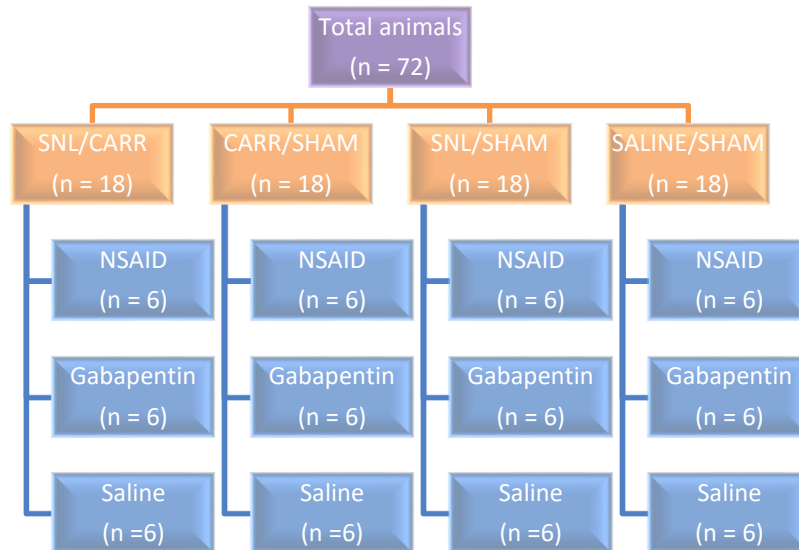 Total animals
(n = 72)
SNL/CARR
(n = 18)
CARR/SHAM
(n = 18)
SNL/SHAM
(n = 18)
SALINE/SHAM
(n = 18)
NSAID
(n = 6)
NSAID
(n = 6)
NSAID
(n = 6)
NSAID
(n = 6)
Gabapentin
(n = 6)
Gabapentin
(n = 6)
Gabapentin
(n = 6)
Gabapentin
(n = 6)
Saline
(n =6)
Saline
(n =6)
Saline
(n =6)
Saline
(n = 6)